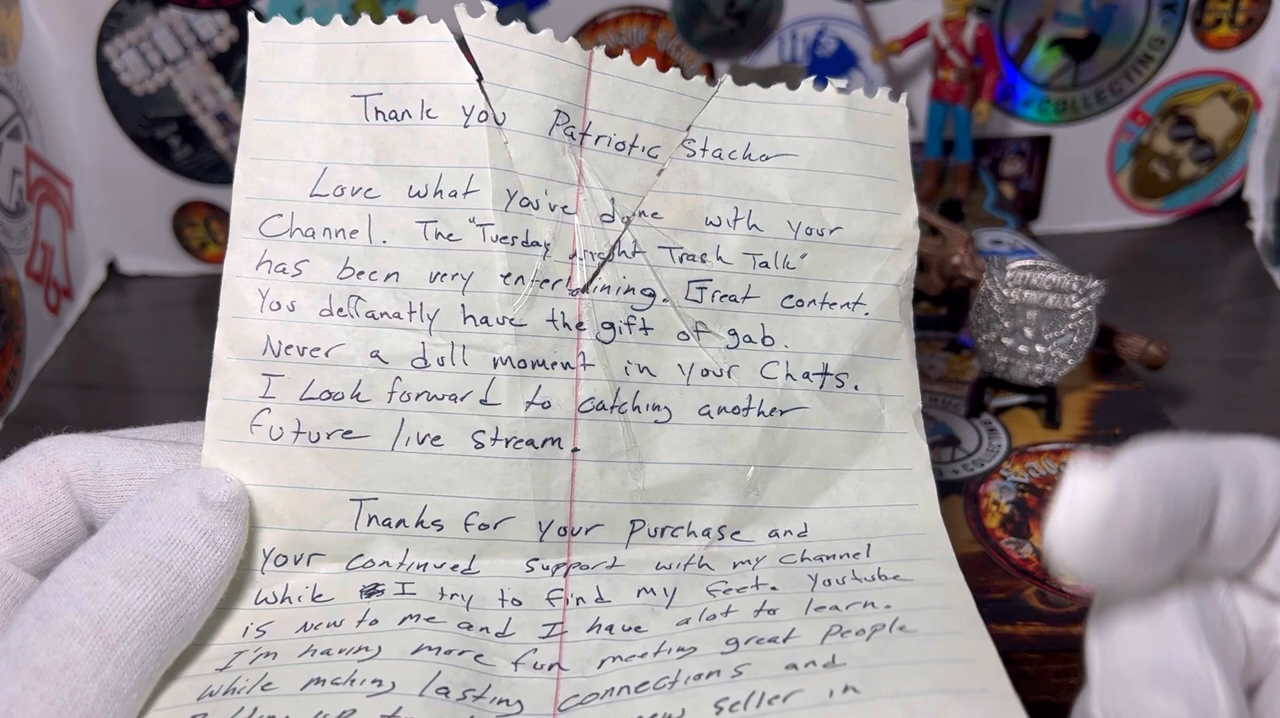 Thank you Patriotic Stacker
Love what you've done with your
Channel. The "Tuesday night Trash Talk"
has been very entertaining. Great content.
You deffanatly have the gift of gab.
Never a dull moment in your Chats.
I Look forward to catching another
future live stream.
Thanks for your Purchase and
your continued support with my channel
while I try to find my feet. Youtube
is new to me and I have alot to learn.
I'm having more fun meeting great people
while making lasting connections and
new seller in
COLLECTING
COLLECTING